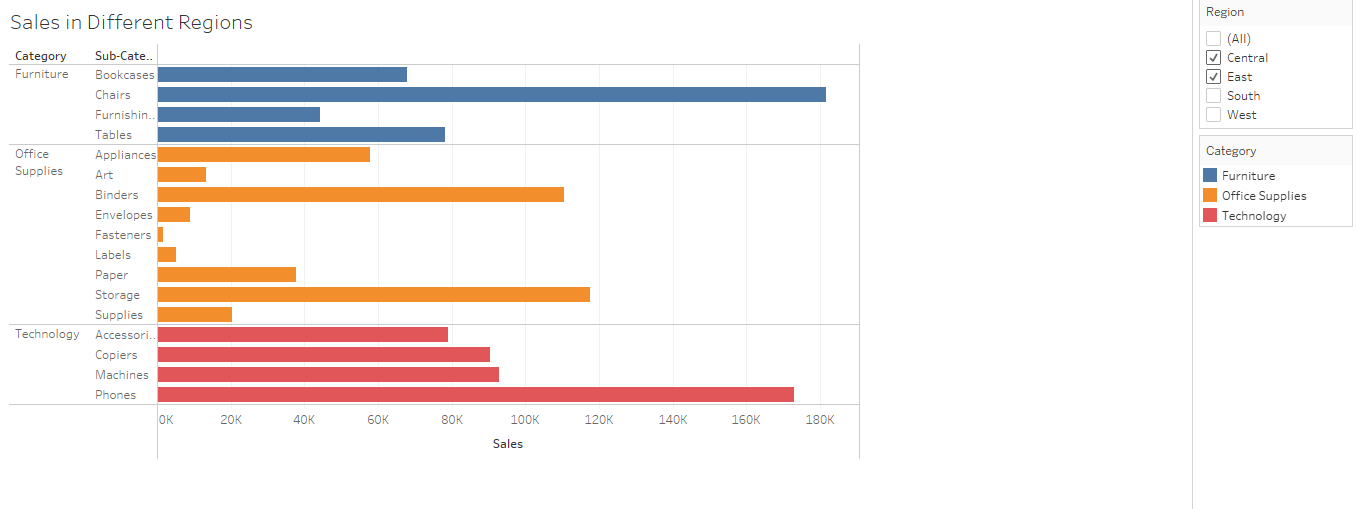 Sales in Different Regions
Category Sub-Cate..
Furniture Bookcases
Chairs
Furnishin..
Tables
Office Supplies Appliances
Art
Binders
Envelopes
Fasteners
Labels
Paper
Storage
Supplies
Technology Accessori..
Copiers
Machines
Phones
0K 20K 40K 60K 80K 100K 120K 140K 160K 180K
Sales
Region
(All)
Central
East
South
West
Category
Furniture
Office Supplies
Technology